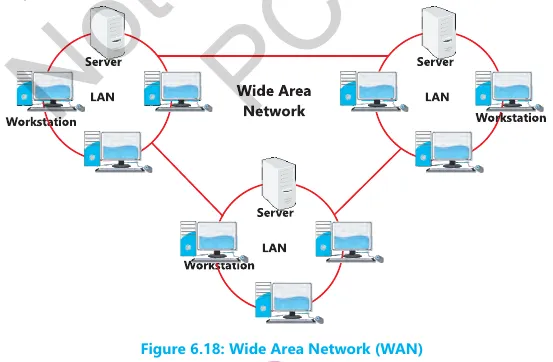 Server
Server
LAN
Wide Area
Network
LAN
Workstation
Workstation
Server
LAN
Workstation
Figure 6.18: Wide Area Network (WAN)